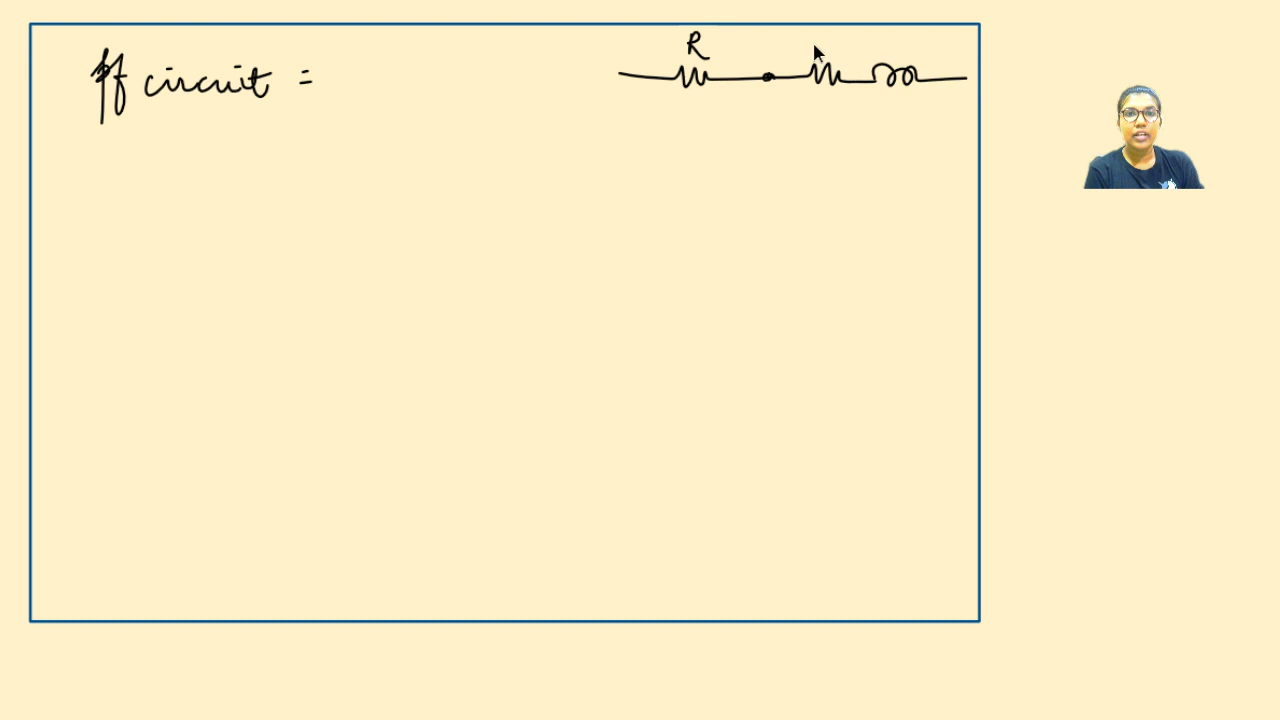 pf circuit =
R